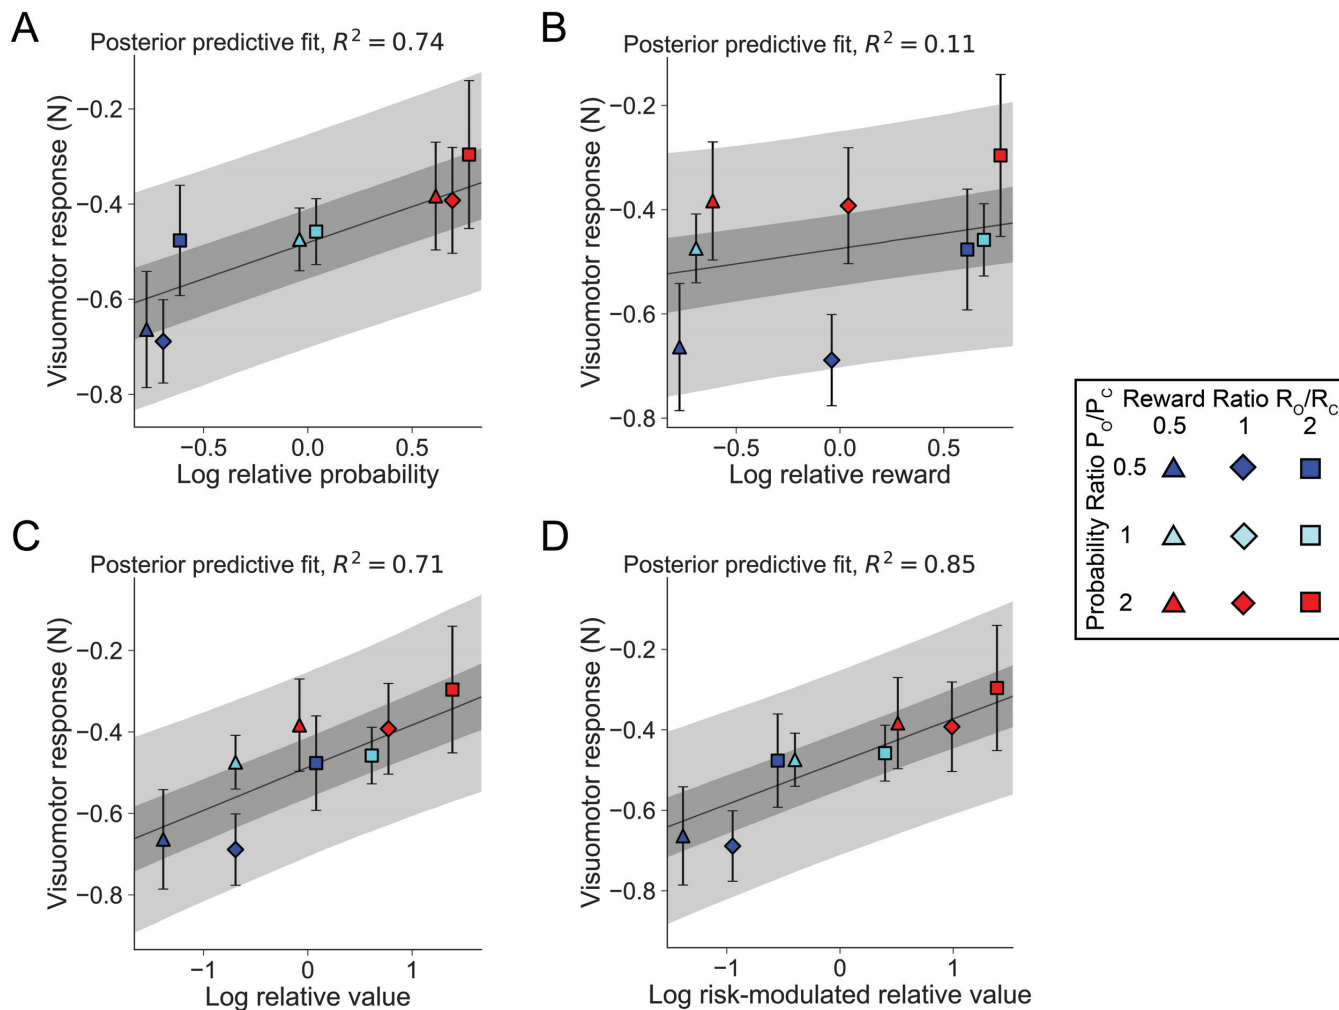 A
Posterior predictive fit, R² = 0.74
Visuomotor response (N)
−0.2
−0.4
−0.6
−0.8
−0.5
0.0
0.5
Log relative probability
B
Posterior predictive fit, R² = 0.11
Visuomotor response (N)
−0.2
−0.4
−0.6
−0.8
−0.5
0.0
0.5
Log relative reward
C
Posterior predictive fit, R² = 0.71
Visuomotor response (N)
−0.2
−0.4
−0.6
−0.8
−1
0
1
Log relative value
D
Posterior predictive fit, R² = 0.85
Visuomotor response (N)
−0.2
−0.4
−0.6
−0.8
−1
0
1
Log risk-modulated relative value
Reward Ratio R_O/R_C
0.5 1 2
Probability Ratio P_O/P_C
0.5
1
2